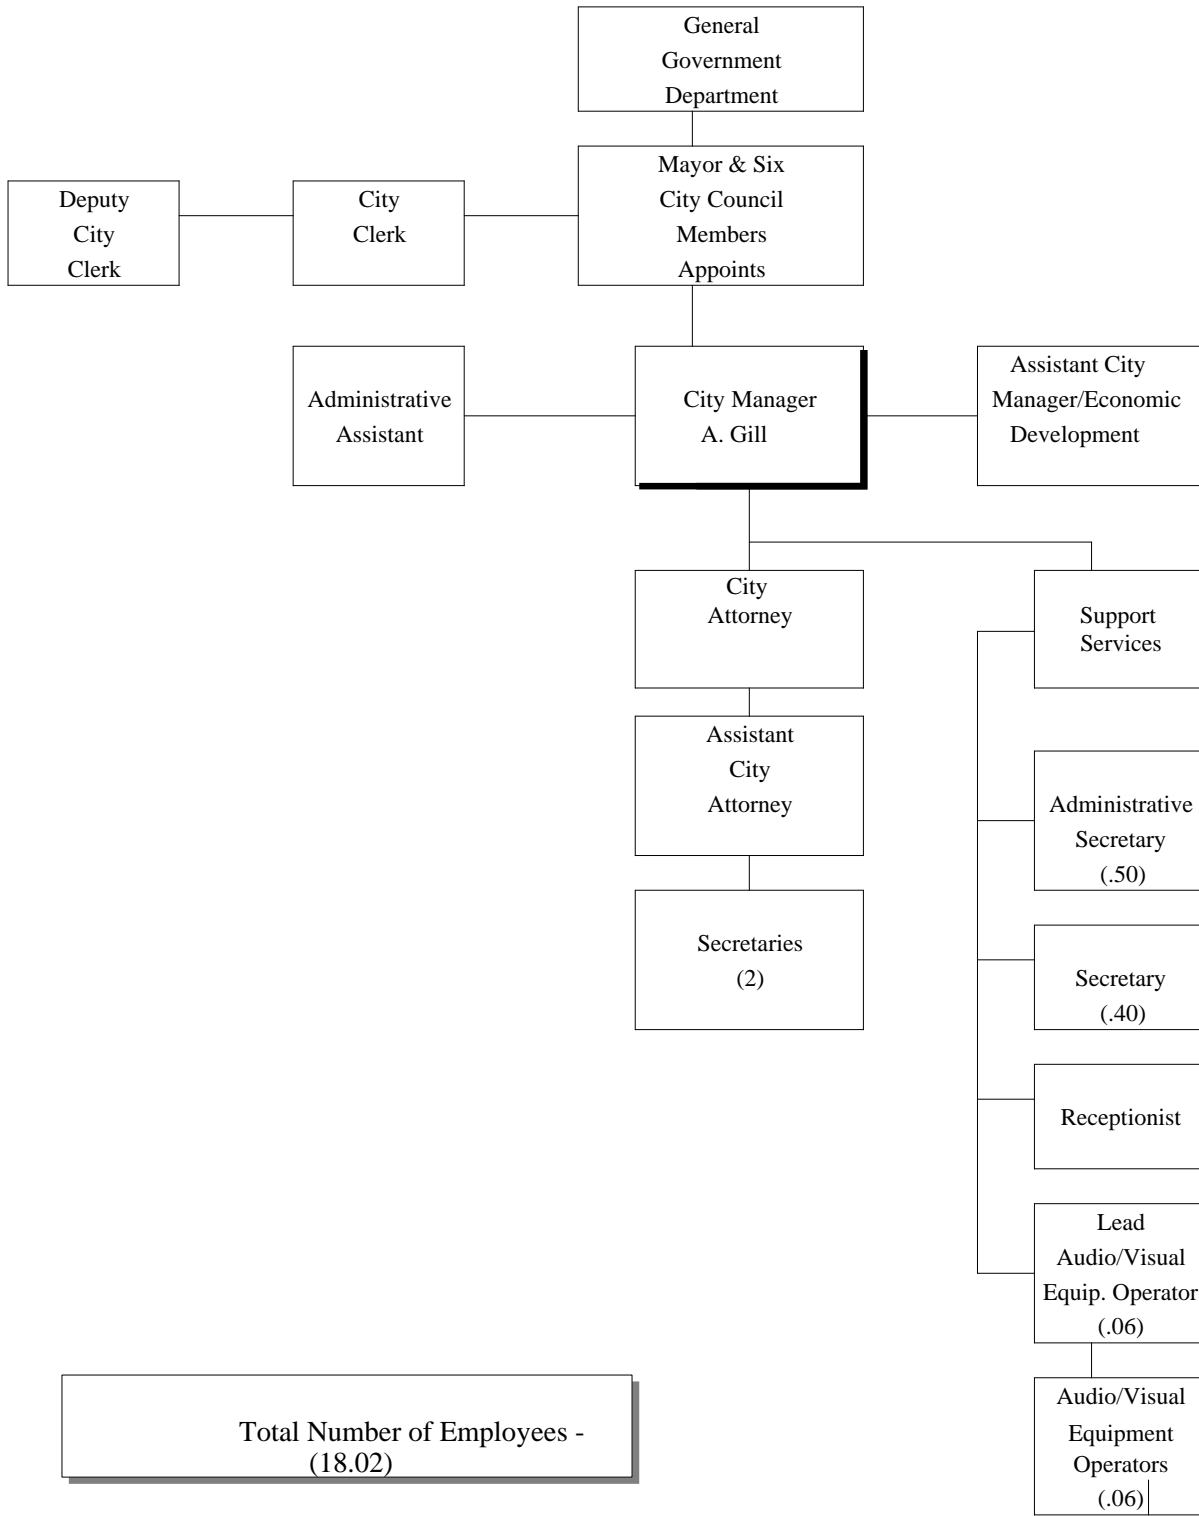 General
Government
Department
Mayor & Six
City Council
Members
Appoints
City
Clerk
Deputy
City
Clerk
Administrative
Assistant
City Manager
A. Gill
Assistant City
Manager/Economic
Development
City
Attorney
Support
Services
Assistant
City
Attorney
Administrative
Secretary
(.50)
Secretaries
(2)
Secretary
(.40)
Receptionist
Lead
Audio/Visual
Equip. Operator
(.06)
Audio/Visual
Equipment
Operators
(.06)
Total Number of Employees -
(18.02)